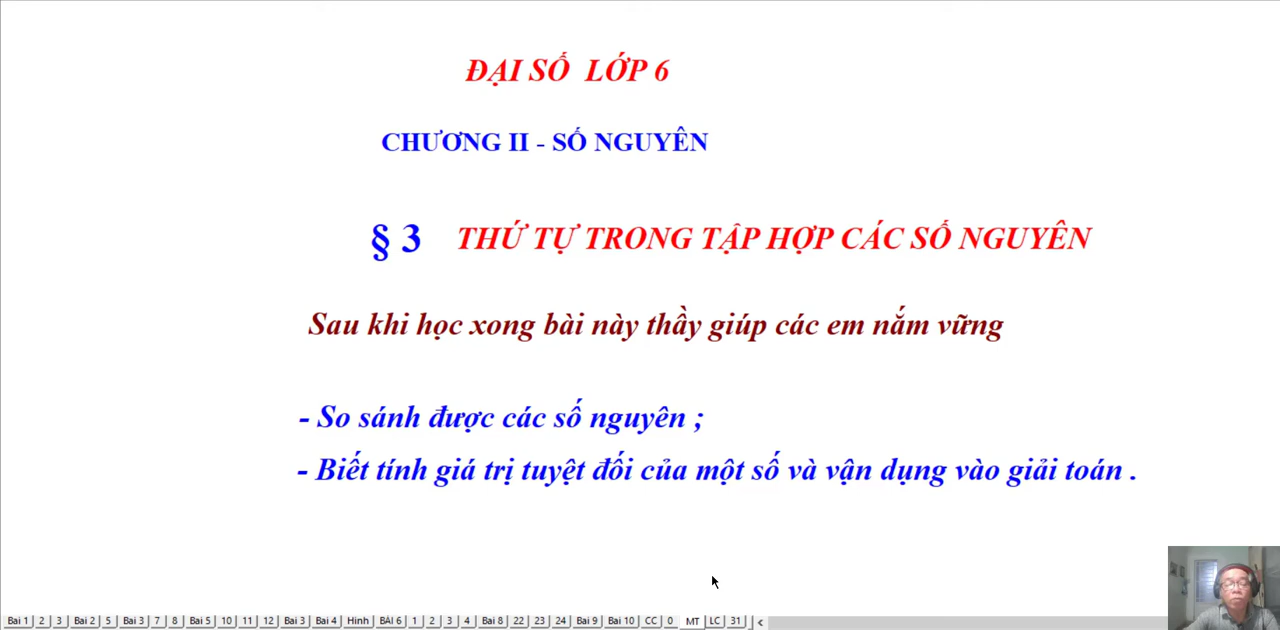 ĐẠI SỐ LỚP 6
CHƯƠNG II - SỐ NGUYÊN
§ 3 THỨ TỰ TRONG TẬP HỢP CÁC SỐ NGUYÊN
Sau khi học xong bài này thầy giúp các em nắm vững
- So sánh được các số nguyên ;
- Biết tính giá trị tuyệt đối của một số và vận dụng vào giải toán .
Bai 1 2 3 Bai 2 5 Bai 3 7 8 Bai 5 10 11 12 Bai 3 Bai 4 Hinh BÀI 6 1 2 3 4 Bai 8 22 23 24 Bai 9 Bai 10 CC 0 MT LC 31 <